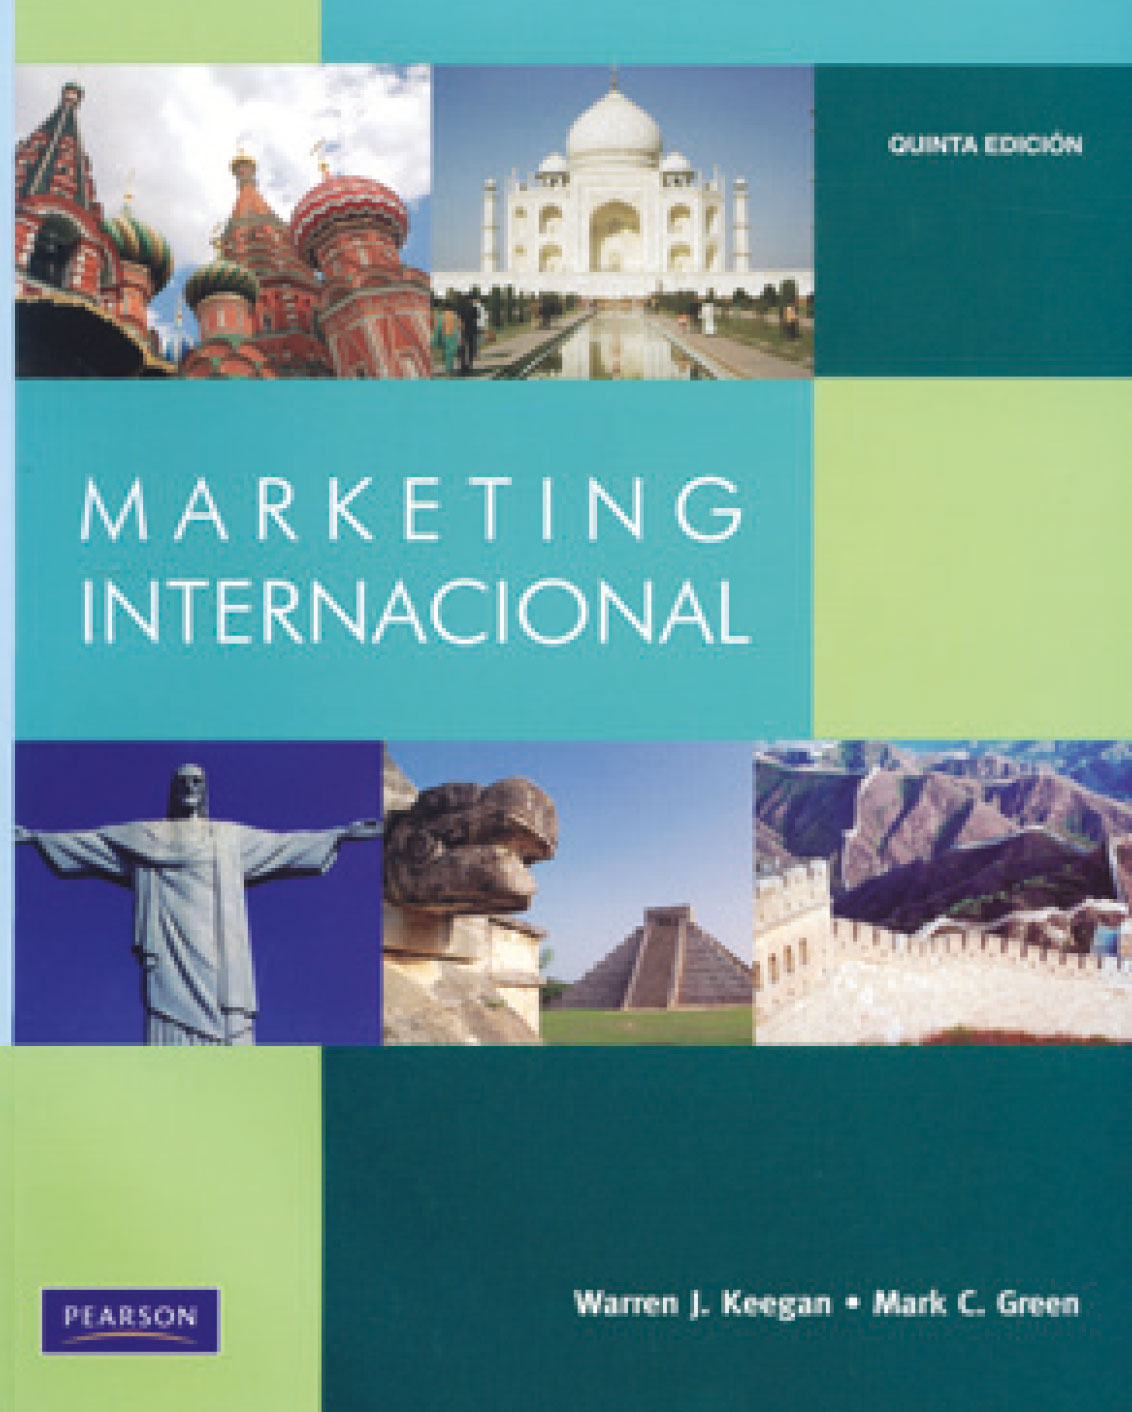 QUINTA EDICIÓN
MARKETING
INTERNACIONAL
Warren J. Keegan • Mark C. Green
PEARSON